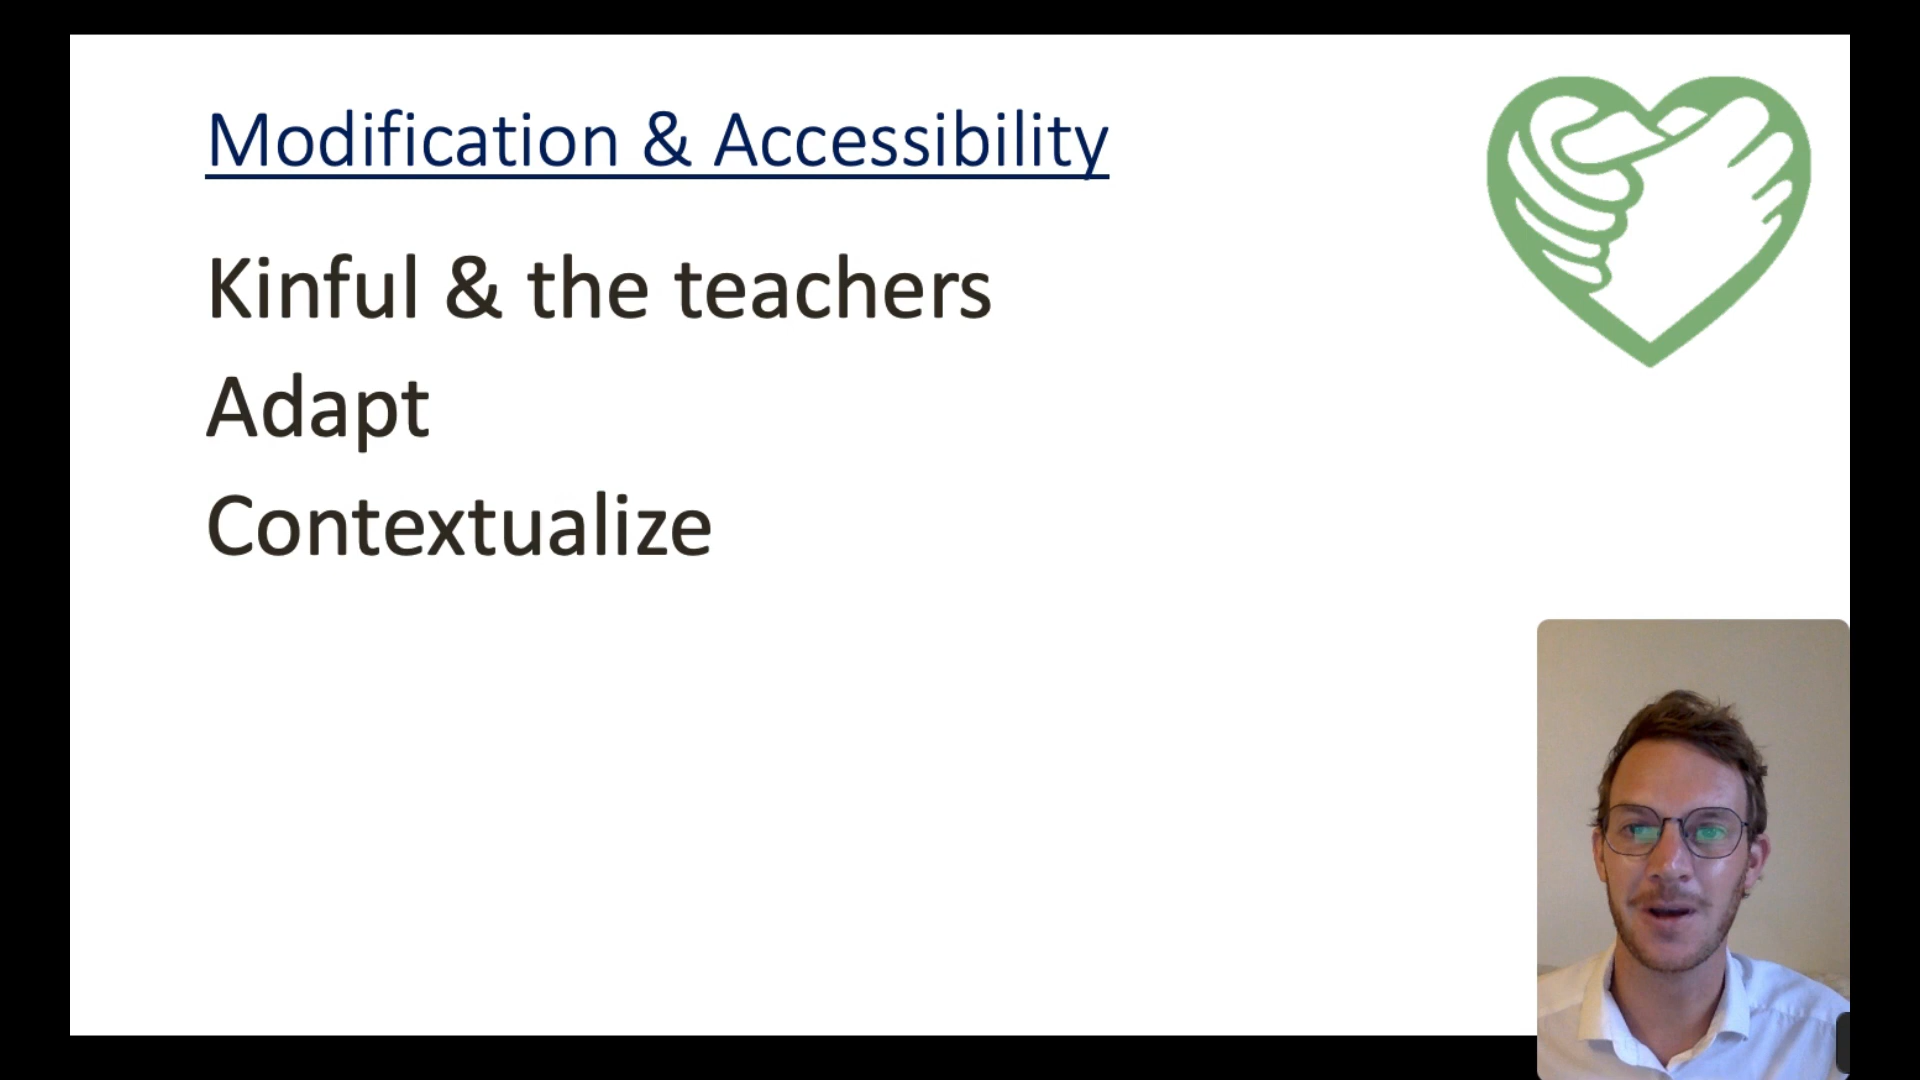 Modification & Accessibility
Kinful & the teachers
Adapt
Contextualize